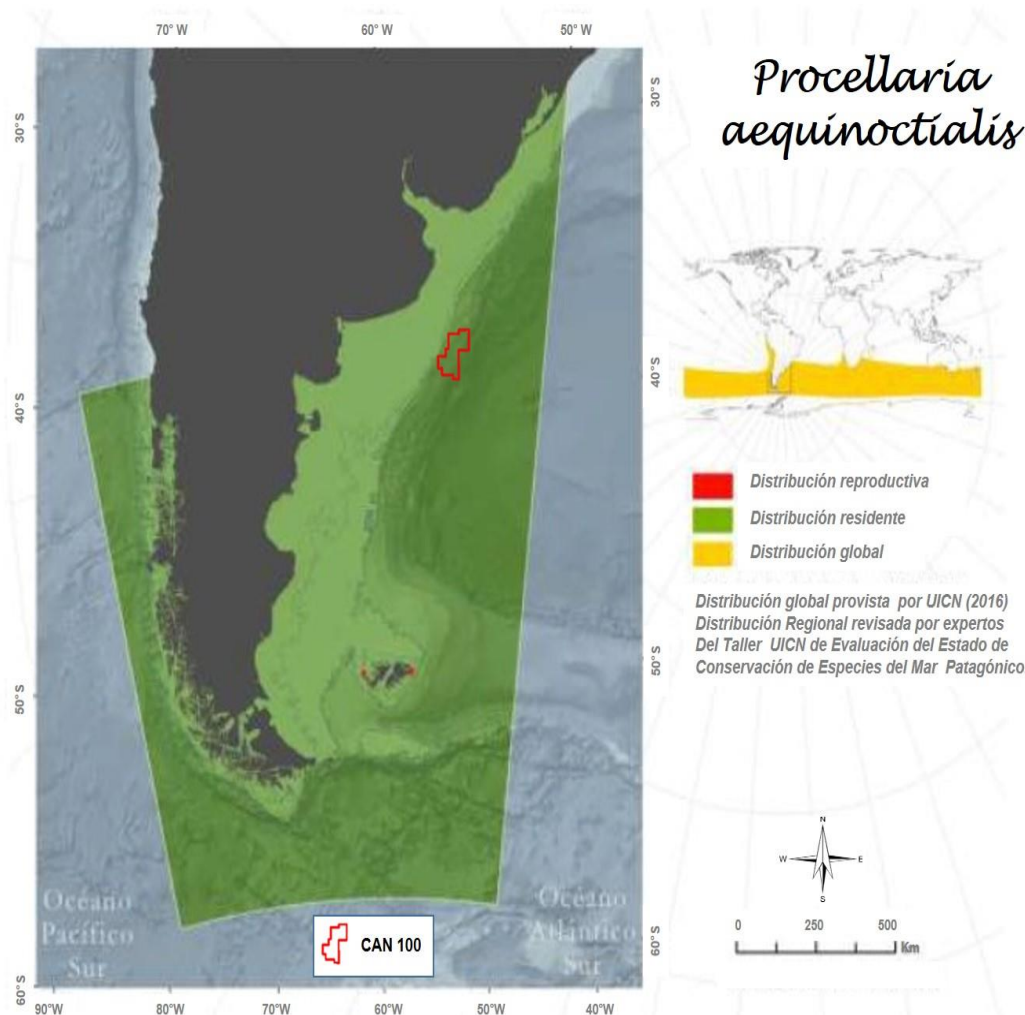 70° W 60° W 50° W
Procellaria
aequinoctialis
30°S
30°S
40°S
40°S
Distribución reproductiva
Distribución residente
Distribución global
Distribución global provista por UICN (2016)
Distribución Regional revisada por expertos
Del Taller UICN de Evaluación del Estado de
Conservación de Especies del Mar Patagónico
50°S
50°S
N
W E
S
Océano
Pacífico
Sur
CAN 100
Océano
Atlántico
Sur
0 250 500
Km
60°S
60°S
90°W 80°W 70°W 60°W 50°W 40°W